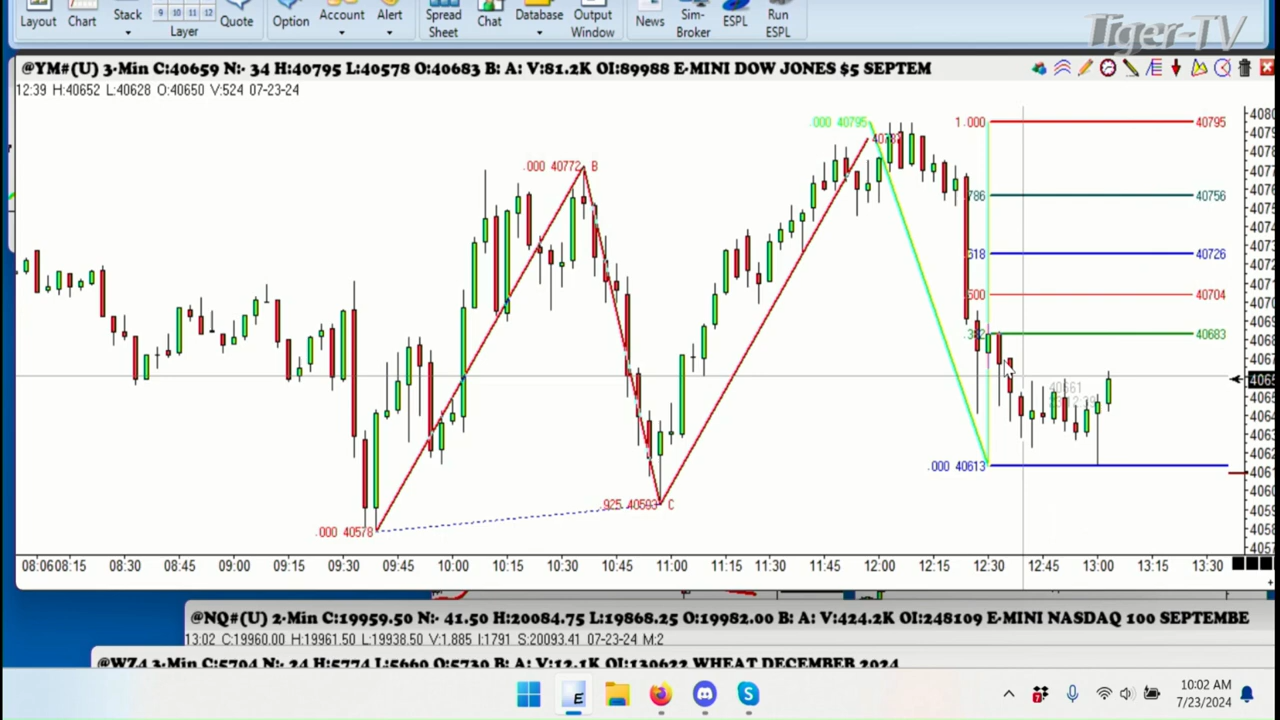 Tiger-TV
Layout Chart Stack Layer Quote Option Account Alert Spread Sheet Chat Database Output Window News Sim-Broker ESPL Run ESPL
9 10 11 12
@YM#(U) 3-Min C:40659 N:- 34 H:40795 L:40578 O:40683 B: A: V:81.2K OI:89988 E-MINI DOW JONES $5 SEPTEM
12:39 H:40652 L:40628 O:40650 V:524 07-23-24
.000 40795
1.000 40795
40787
.000 40772 B
.786 40756
.618 40726
.500 40704
.382 40683
40661
.000 40613
.925 40593 C
.000 40578
08:06 08:15 08:30 08:45 09:00 09:15 09:30 09:45 10:00 10:15 10:30 10:45 11:00 11:15 11:30 11:45 12:00 12:15 12:30 12:45 13:00 13:15 13:30
@NQ#(U) 2-Min C:19959.50 N:- 41.50 H:20084.75 L:19868.25 O:19982.00 B: A: V:424.2K OI:248109 E-MINI NASDAQ 100 SEPTEMBE
13:02 C:19960.00 H:19961.50 L:19938.50 V:1.885 I:1791 S:20093.41 07-23-24 M:2
@WZ4 3-Min C:5704 N:- 24 H:5774 L:5660 O:5730 B: A: V:12.1K OI:130622 WHEAT DECEMBER 2024
10:02 AM
7/23/2024